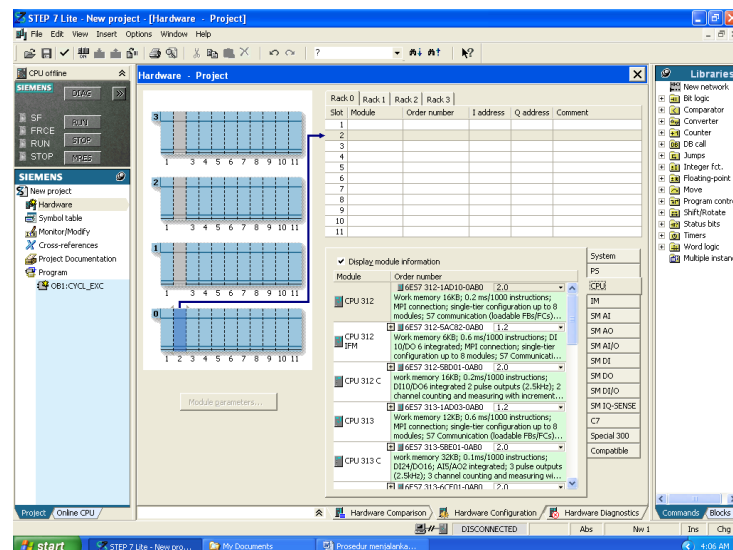 STEP 7 Lite - New project - [Hardware - Project]
File Edit View Insert Options Window Help
?
CPU offline
SIEMENS
DIAG
SF
FRCE
RUN
STOP
RUN
STOP
MRES
SIEMENS
New project
Hardware
Symbol table
Monitor/Modify
Cross-references
Project Documentation
Program
OB1:CYCL_EXC
Project
Online CPU
Hardware - Project
3
1 3 4 5 6 7 8 9 10 11
2
1 3 4 5 6 7 8 9 10 11
1
1 3 4 5 6 7 8 9 10 11
0
1 2 3 4 5 6 7 8 9 10 11
Module parameters...
Rack 0 Rack 1 Rack 2 Rack 3
Slot Module Order number I address Q address Comment
1
2
3
4
5
6
7
8
9
10
11
Display module information
Module Order number
CPU 312
6ES7 312-1AD10-0AB0 2.0
Work memory 16KB; 0.2 ms/1000 instructions;
MPI connection; single-tier configuration up to 8
modules; S7 communication (loadable FBs/FCs)...
CPU 312
IFM
6ES7 312-5AC82-0AB0 1.2
Work memory 6KB; 0.6 ms/1000 instructions; DI
10/DO 6 integrated; MPI connection; single-tier
configuration up to 8 modules; S7 Communicati...
CPU 312 C
6ES7 312-5BD01-0AB0 2.0
work memory 16KB; 0.2ms/1000 instructions;
DI10/DO6 integrated 2 pulse outputs (2.5kHz); 2
channel counting and measuring with increment...
CPU 313
6ES7 313-1AD03-0AB0 1.2
Work memory 12KB; 0.6 ms/1000 instructions;
MPI connection; single-tier configuration up to 8
modules; S7 Communication (loadable FBs/FCs)...
CPU 313 C
6ES7 313-5BE01-0AB0 2.0
work memory 32KB; 0.1ms/1000 instructions;
DI24/DO16; AI5/AO2 integrated; 3 pulse outputs
(2.5kHz); 3 channel counting and measuring wi...
6ES7 313-6CE01-0AB0 2.0
System
PS
CPU
IM
SM AI
SM AO
SM AI/O
SM DI
SM DO
SM DI/O
SM IQ-SENSE
C7
Special 300
Compatible
Hardware Comparison
Hardware Configuration
Hardware Diagnostics
Libraries
New network
Bit logic
Comparator
Converter
Counter
DB call
Jumps
Integer fct.
Floating-point
Move
Program contr
Shift/Rotate
Status bits
Timers
Word logic
Multiple instan
Commands
Blocks
DISCONNECTED
Abs
Nw 1
Ins
Chg
start
STEP 7 Lite - New pro...
My Documents
Prosedur menjalanka...
4:06 AM